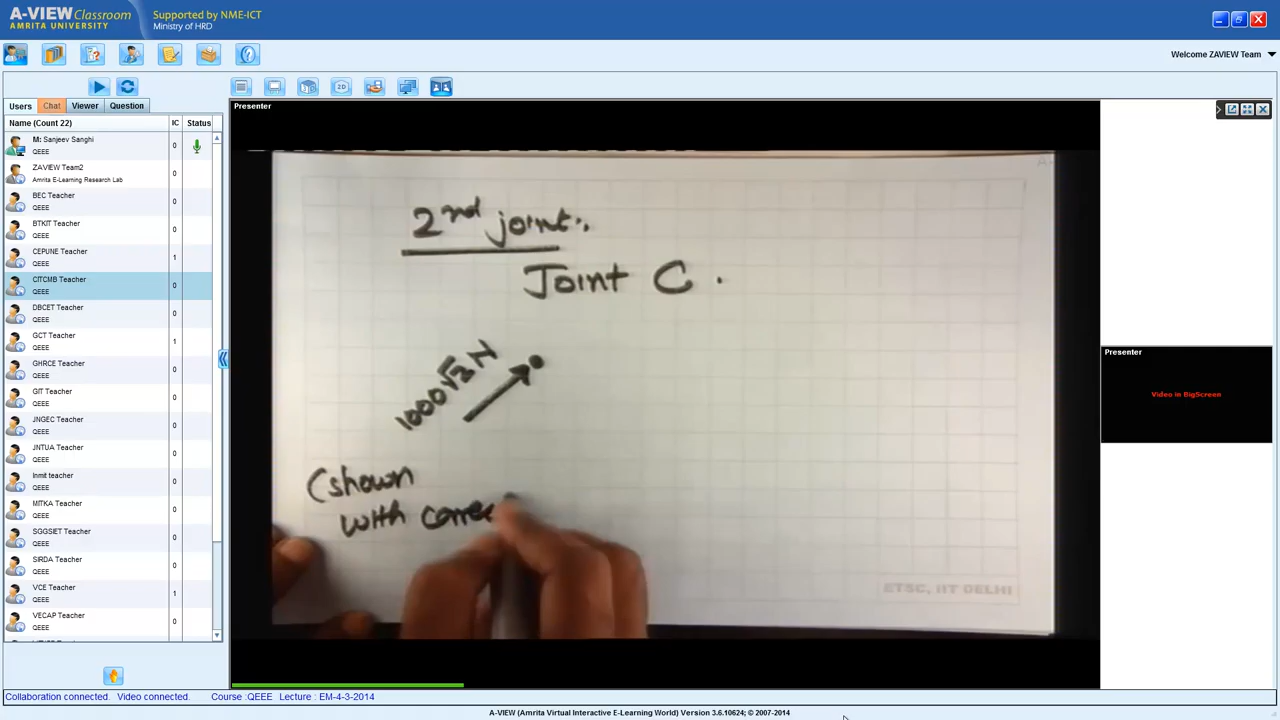 A-VIEW Classroom
AMRITA UNIVERSITY
Supported by NME-ICT
Ministry of HRD
Welcome ZAVIEW Team
2D
Users Chat Viewer Question
Name (Count 22) IC Status
M: Sanjeev Sanghi
QEEE 0
ZAVIEW Team2
Amrita E-Learning Research Lab 0
BEC Teacher
QEEE 0
BTKIT Teacher
QEEE 0
CEPUNE Teacher
QEEE 1
CITCMB Teacher
QEEE 0
DBCET Teacher
QEEE 0
GCT Teacher
QEEE 1
GHRCE Teacher
QEEE 0
GIT Teacher
QEEE 0
JNGEC Teacher
QEEE 0
JNTUA Teacher
QEEE 0
lnmit teacher
QEEE 0
MITKA Teacher
QEEE 0
SGGSIET Teacher
QEEE 0
SIRDA Teacher
QEEE 0
VCE Teacher
QEEE 1
VECAP Teacher
QEEE 0
Presenter
2nd joint:.
Joint C.
1000√2 N
(shown
with correc
ETSC, IIT DELHI
Presenter
Video in BigScreen
Collaboration connected. Video connected. Course :QEEE Lecture : EM-4-3-2014
A-VIEW (Amrita Virtual Interactive E-Learning World) Version 3.6.10624; © 2007-2014